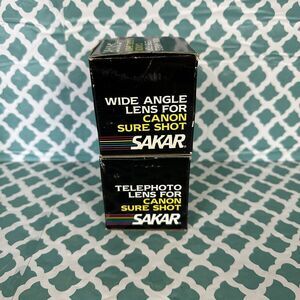 WIDE ANGLE
LENS FOR
CANON
SURE SHOT
SAKAR
TELEPHOTO
LENS FOR
CANON
SURE SHOT
SAKAR